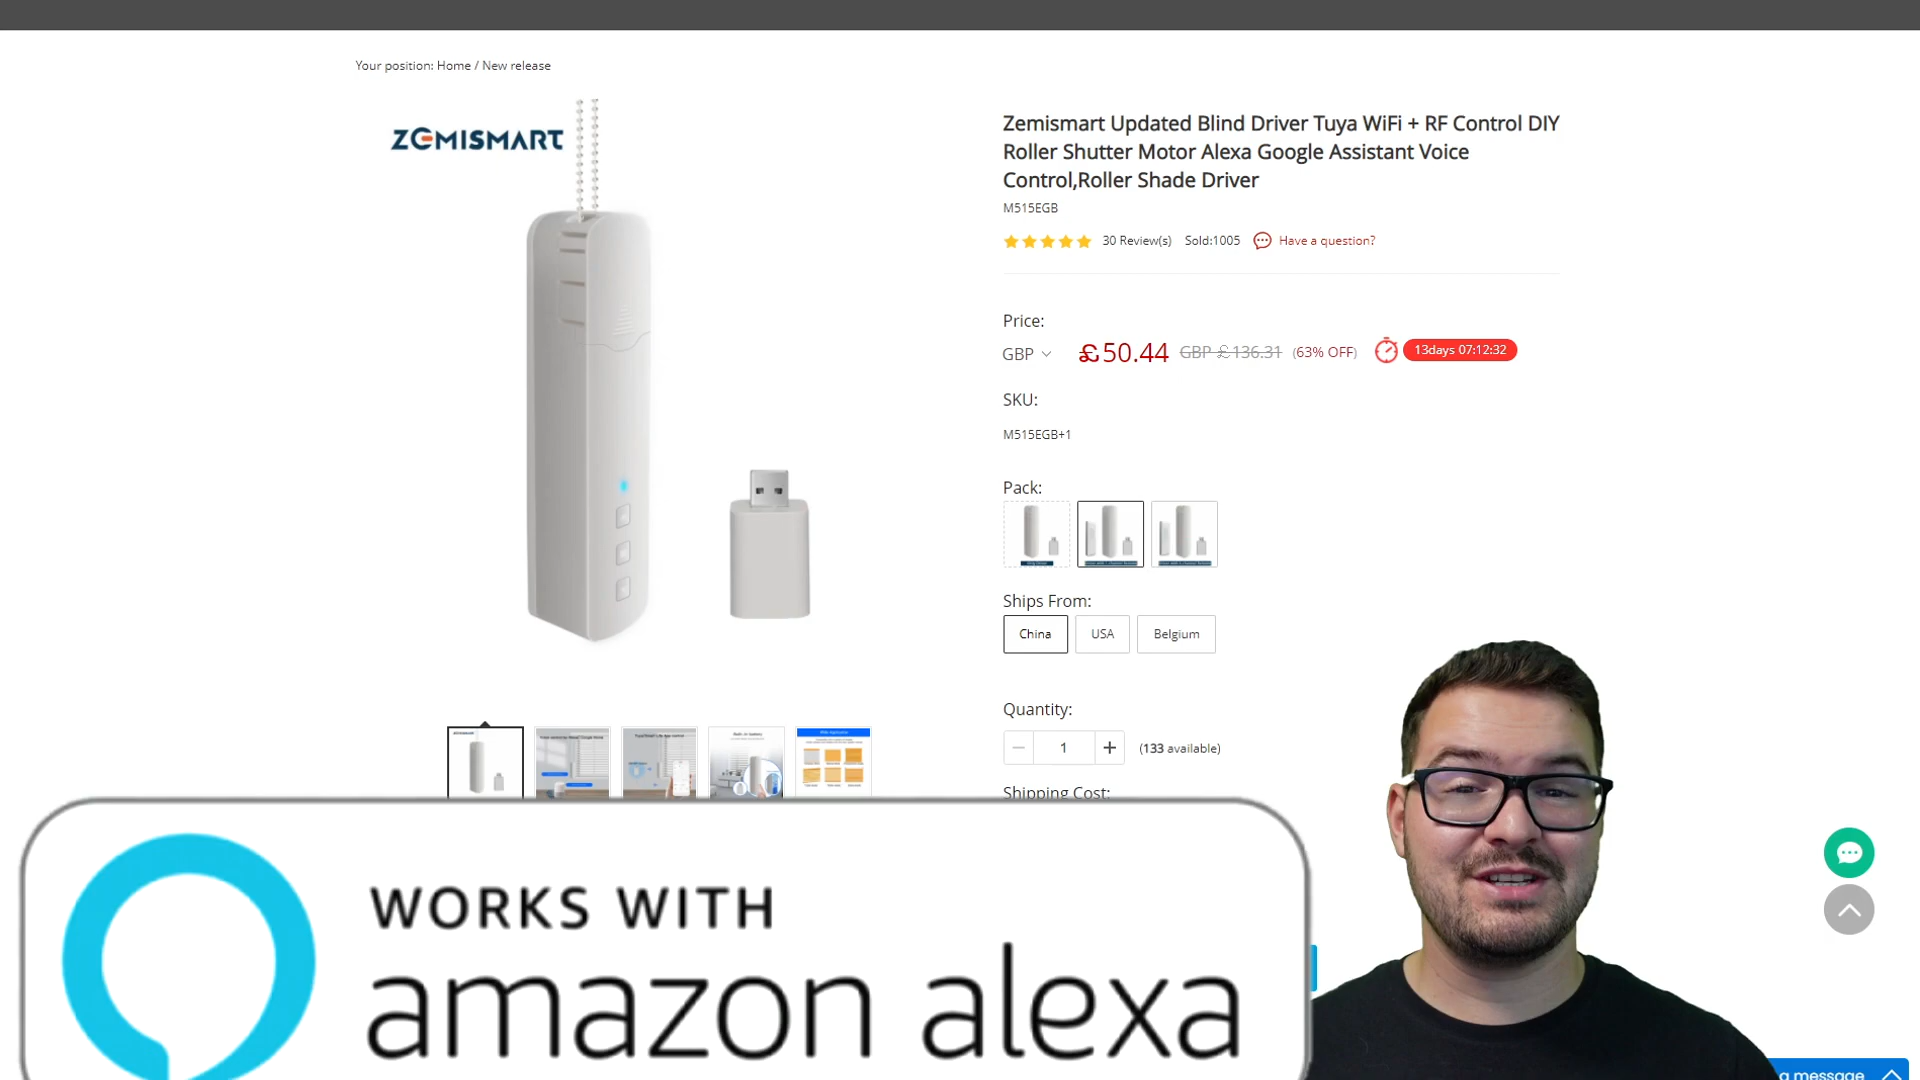 Your position: Home / New release
ZEMISMART
Zemismart Updated Blind Driver Tuya WiFi + RF Control DIY
Roller Shutter Motor Alexa Google Assistant Voice
Control,Roller Shade Driver
M515EGB
30 Review(s) Sold:1005 Have a question?
Price:
GBP £50.44 GBP £136.31 (63% OFF) 13days 07:12:32
SKU:
M515EGB+1
Pack:
Ships From:
China USA Belgium
Quantity:
1 (133 available)
Shipping Cost:
WORKS WITH
amazon alexa
a message